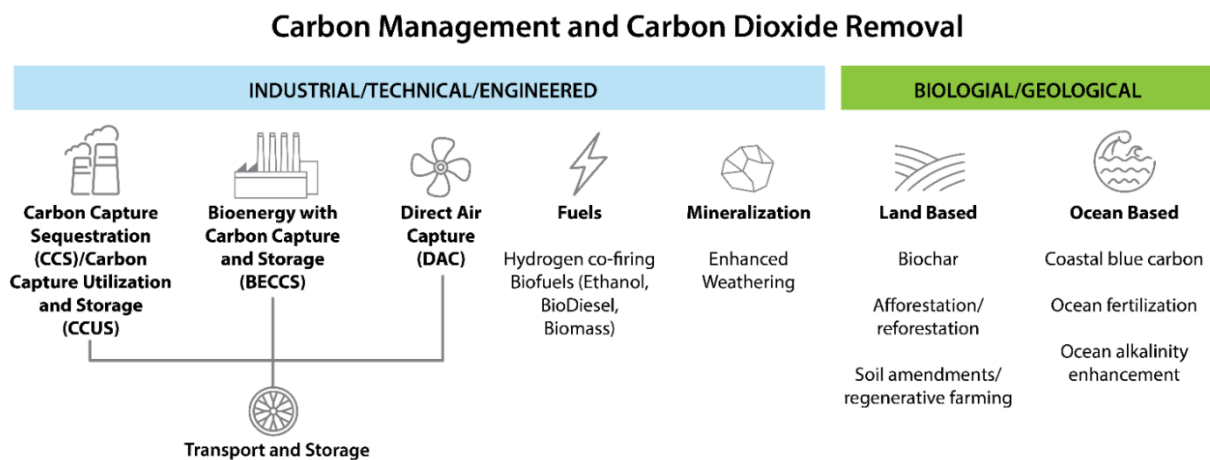 Carbon Management and Carbon Dioxide Removal
INDUSTRIAL/TECHNICAL/ENGINEERED
BIOLOGIAL/GEOLOGICAL
Carbon Capture
Sequestration
(CCS)/Carbon
Capture Utilization
and Storage
(CCUS)
Bioenergy with
Carbon Capture
and Storage
(BECCS)
Direct Air
Capture
(DAC)
Transport and Storage
Fuels
Hydrogen co-firing
Biofuels (Ethanol,
BioDiesel,
Biomass)
Mineralization
Enhanced
Weathering
Land Based
Biochar
Afforestation/
reforestation
Soil amendments/
regenerative farming
Ocean Based
Coastal blue carbon
Ocean fertilization
Ocean alkalinity
enhancement